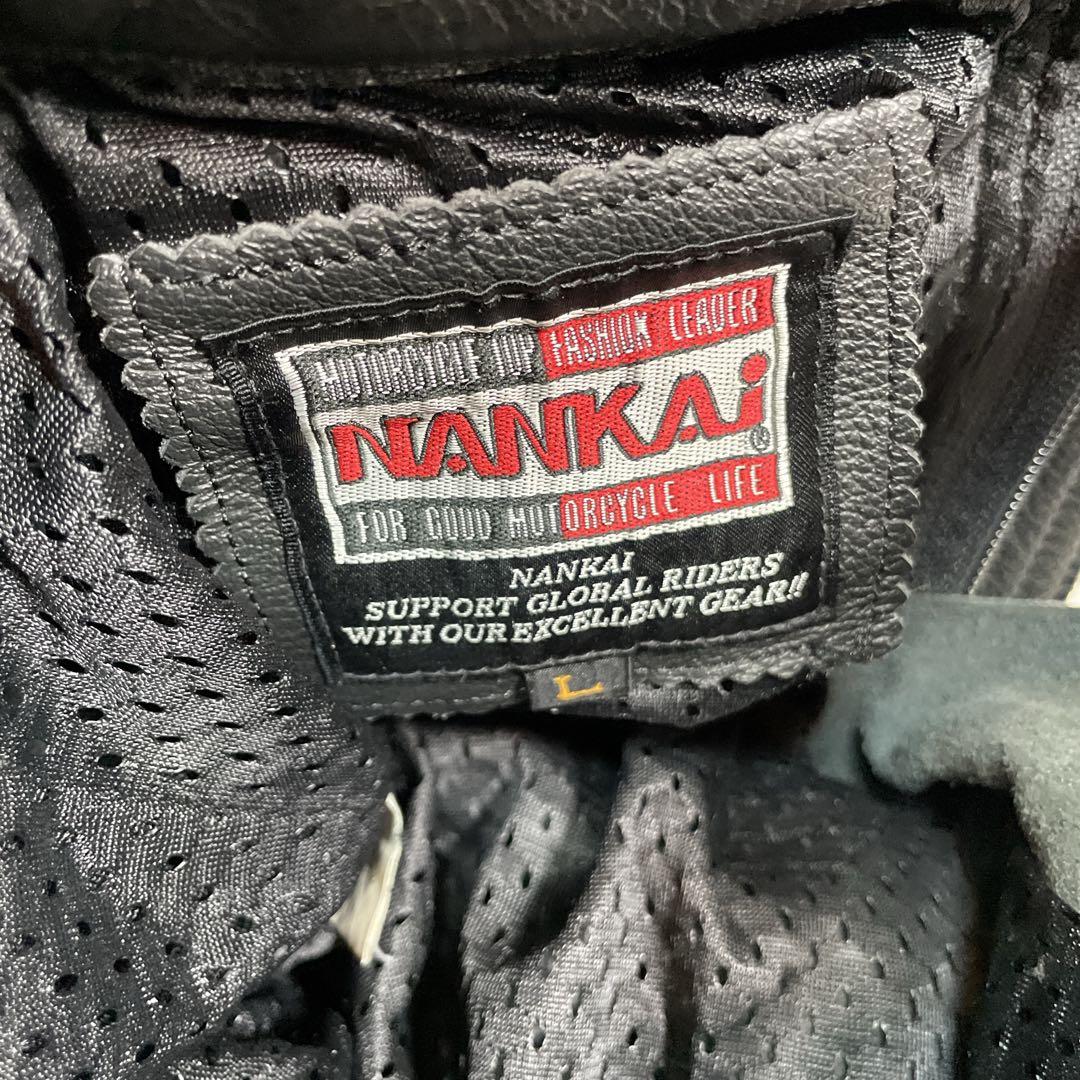 MOTORCYCLE TOP FASHION LEADER
NANKAi®
FOR GOOD MOTORCYCLE LIFE
NANKAI
SUPPORT GLOBAL RIDERS
WITH OUR EXCELLENT GEAR!!
L